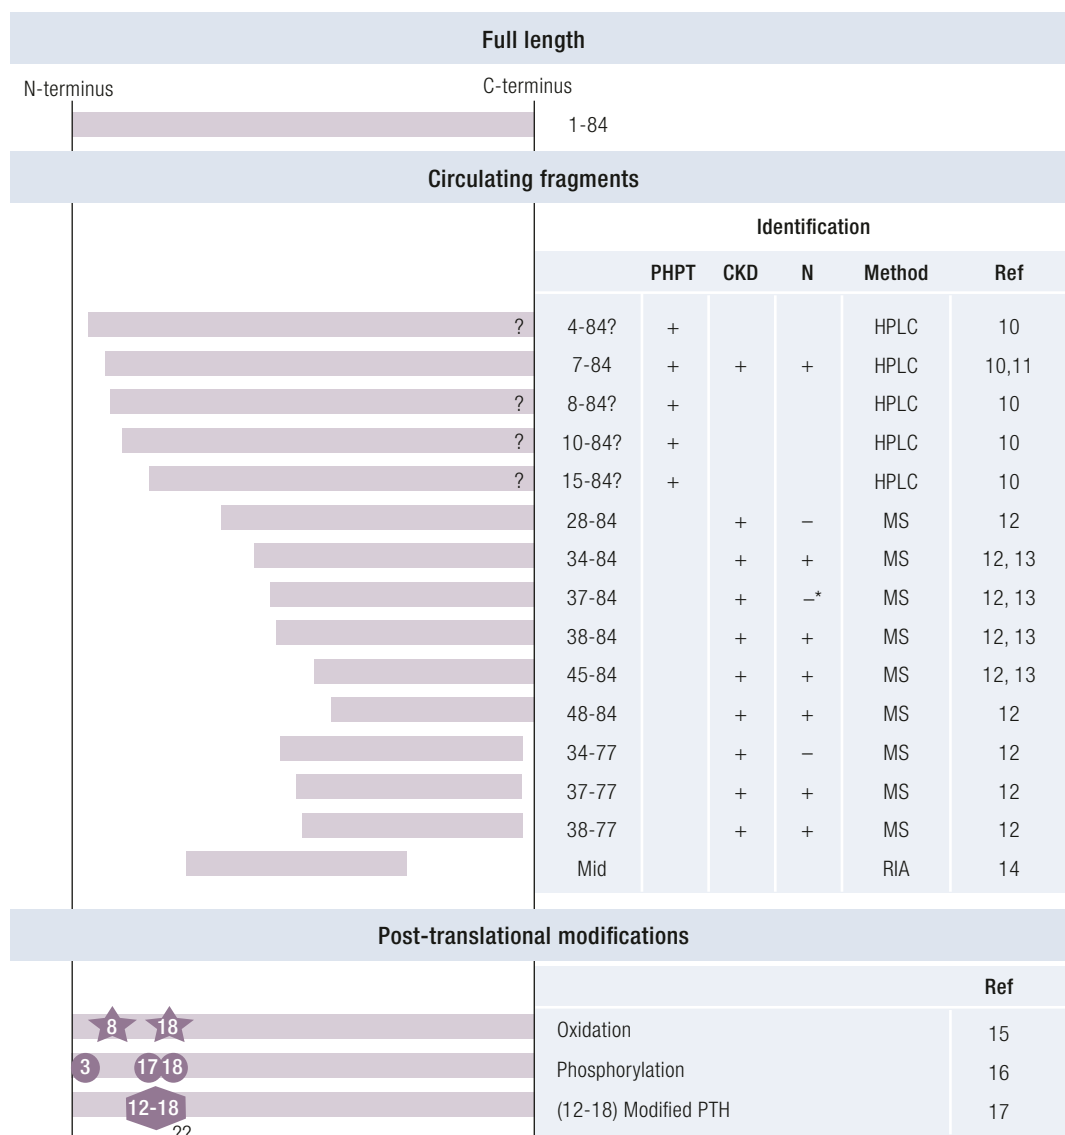 Full length
N-terminus C-terminus
1-84
Circulating fragments
Identification
PHPT CKD N Method Ref
? 4-84? + HPLC 10
7-84 + + + HPLC 10,11
? 8-84? + HPLC 10
? 10-84? + HPLC 10
? 15-84? + HPLC 10
28-84 + – MS 12
34-84 + + MS 12, 13
37-84 + –* MS 12, 13
38-84 + + MS 12, 13
45-84 + + MS 12, 13
48-84 + + MS 12
34-77 + – MS 12
37-77 + + MS 12
38-77 + + MS 12
Mid RIA 14
Post-translational modifications
Ref
8 18 Oxidation 15
3 17 18 Phosphorylation 16
12-18 (12-18) Modified PTH 17
??